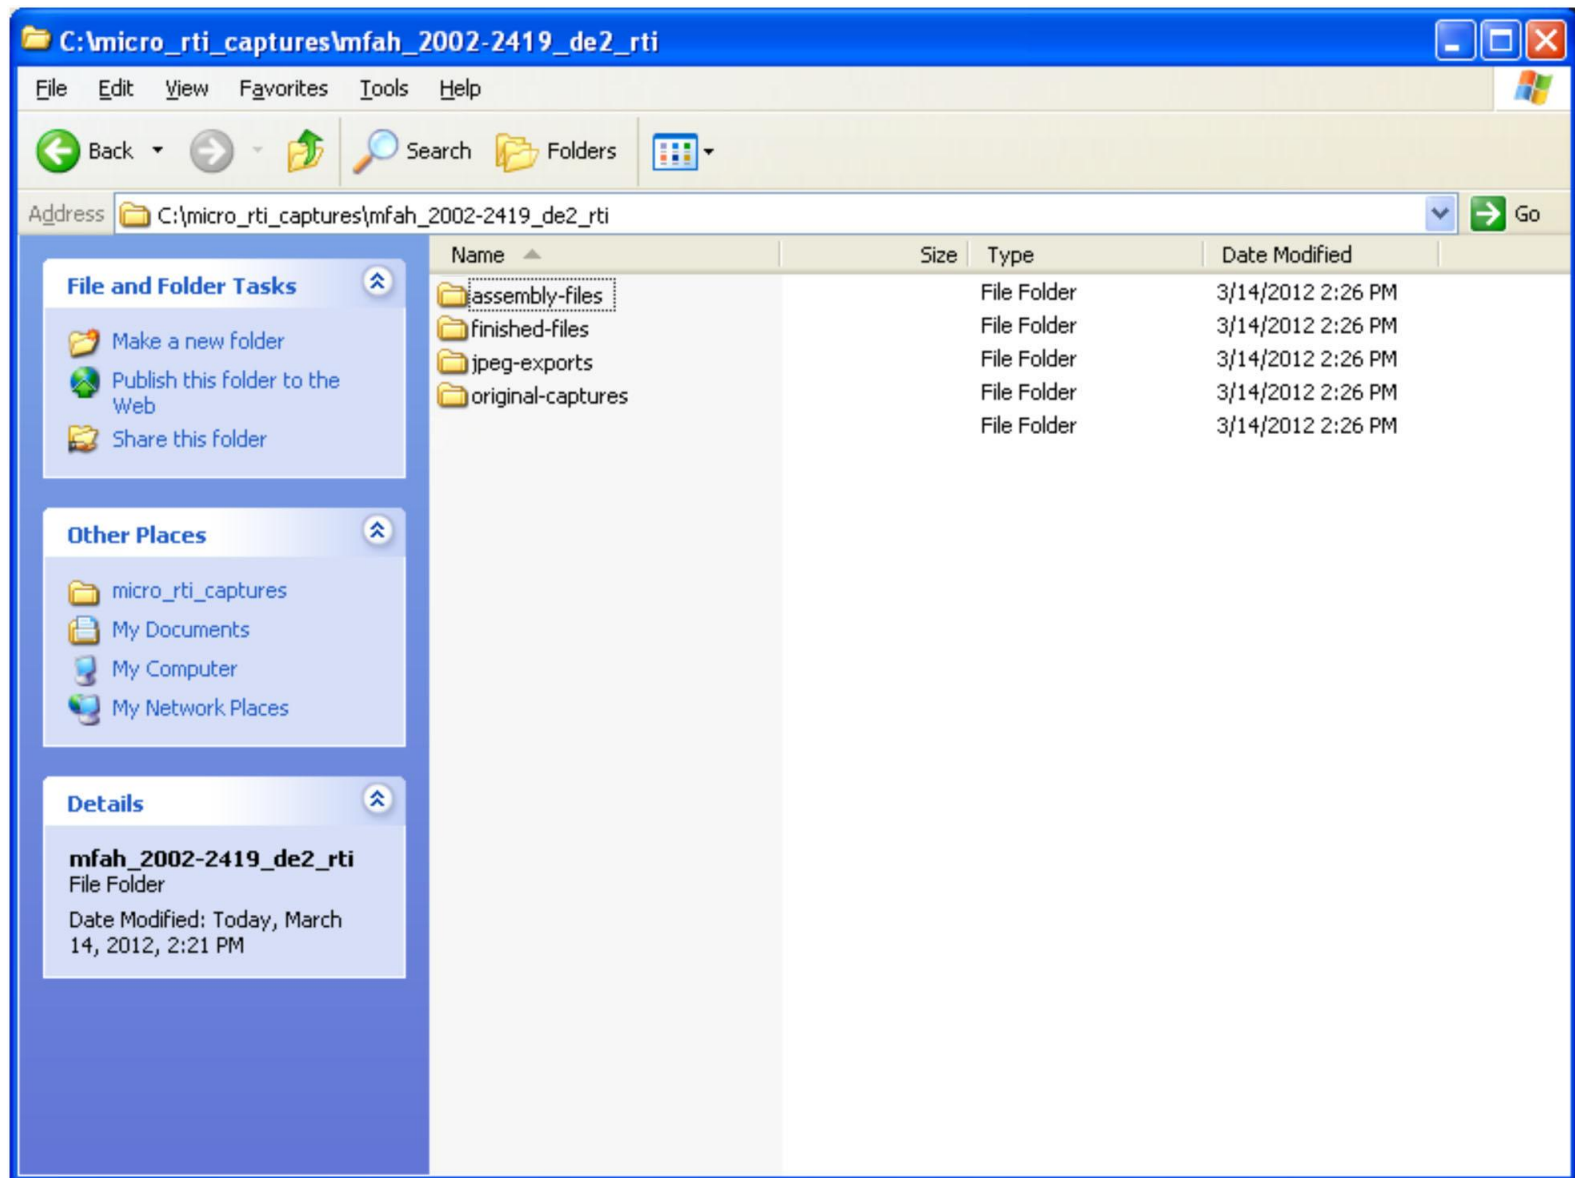 C:\micro_rti_captures\mfah_2002-2419_de2_rti
File Edit View Favorites Tools Help
Back Search Folders
Address C:\micro_rti_captures\mfah_2002-2419_de2_rti Go
File and Folder Tasks
Make a new folder
Publish this folder to the
Web
Share this folder
Other Places
micro_rti_captures
My Documents
My Computer
My Network Places
Details
mfah_2002-2419_de2_rti
File Folder
Date Modified: Today, March
14, 2012, 2:21 PM
Name Size Type Date Modified
assembly-files File Folder 3/14/2012 2:26 PM
finished-files File Folder 3/14/2012 2:26 PM
jpeg-exports File Folder 3/14/2012 2:26 PM
original-captures File Folder 3/14/2012 2:26 PM
File Folder 3/14/2012 2:26 PM